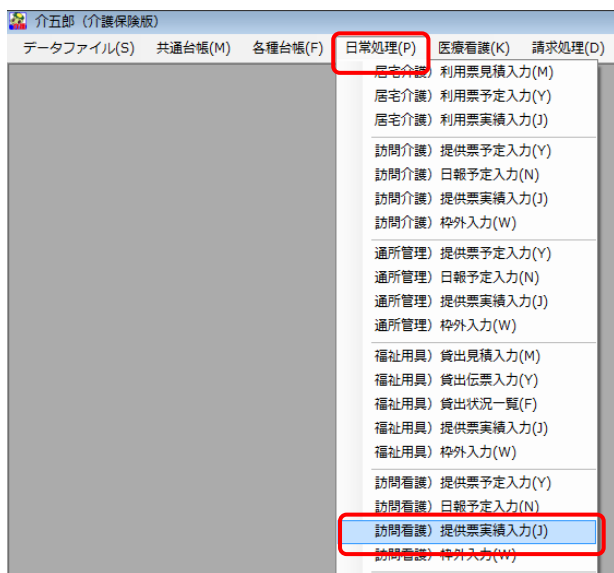 介五郎（介護保険版）
データファイル(S) 共通台帳(M) 各種台帳(F) 日常処理(P) 医療看護(K) 請求処理(D)
居宅介護）利用票見積入力(M)
居宅介護）利用票予定入力(Y)
居宅介護）利用票実績入力(J)
訪問介護）提供票予定入力(Y)
訪問介護）日報予定入力(N)
訪問介護）提供票実績入力(J)
訪問介護）枠外入力(W)
通所管理）提供票予定入力(Y)
通所管理）日報予定入力(N)
通所管理）提供票実績入力(J)
通所管理）枠外入力(W)
福祉用具）貸出見積入力(M)
福祉用具）貸出伝票入力(Y)
福祉用具）貸出状況一覧(F)
福祉用具）提供票実績入力(J)
福祉用具）枠外入力(W)
訪問看護）提供票予定入力(Y)
訪問看護）日報予定入力(N)
訪問看護）提供票実績入力(J)
訪問看護）枠外入力(W)